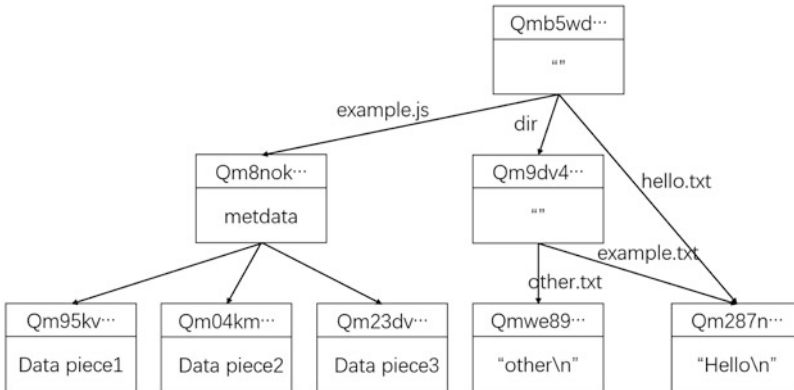 Qmb5wd···
“”
example.js
dir
hello.txt
Qm8nok···
metdata
Qm9dv4···
“”
example.txt
other.txt
Qm95kv···
Data piece1
Qm04km···
Data piece2
Qm23dv···
Data piece3
Qmwe89···
“other\n”
Qm287n···
“Hello\n”